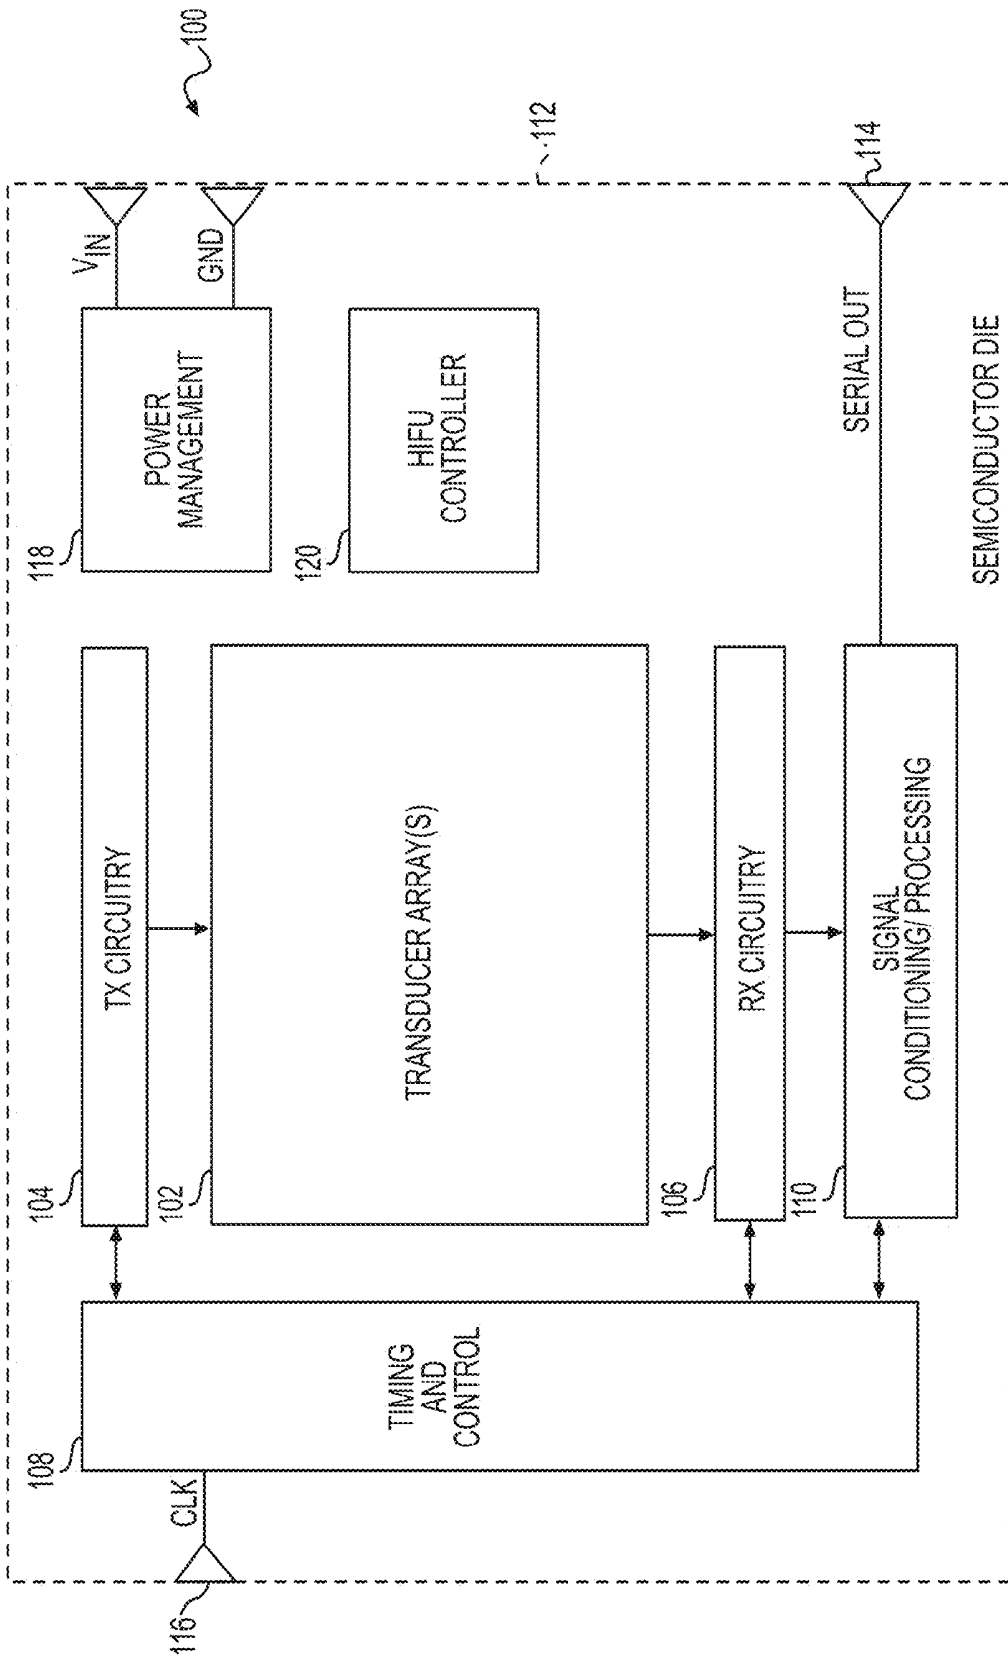 100
108
104
118
116
CLK
TIMING
AND
CONTROL
TX CIRCUITRY
102
TRANSDUCER ARRAY(S)
106
RX CIRCUITRY
110
SIGNAL
CONDITIONING/ PROCESSING
POWER
MANAGEMENT
VIN
GND
120
HIFU
CONTROLLER
112
SERIAL OUT
114
SEMICONDUCTOR DIE